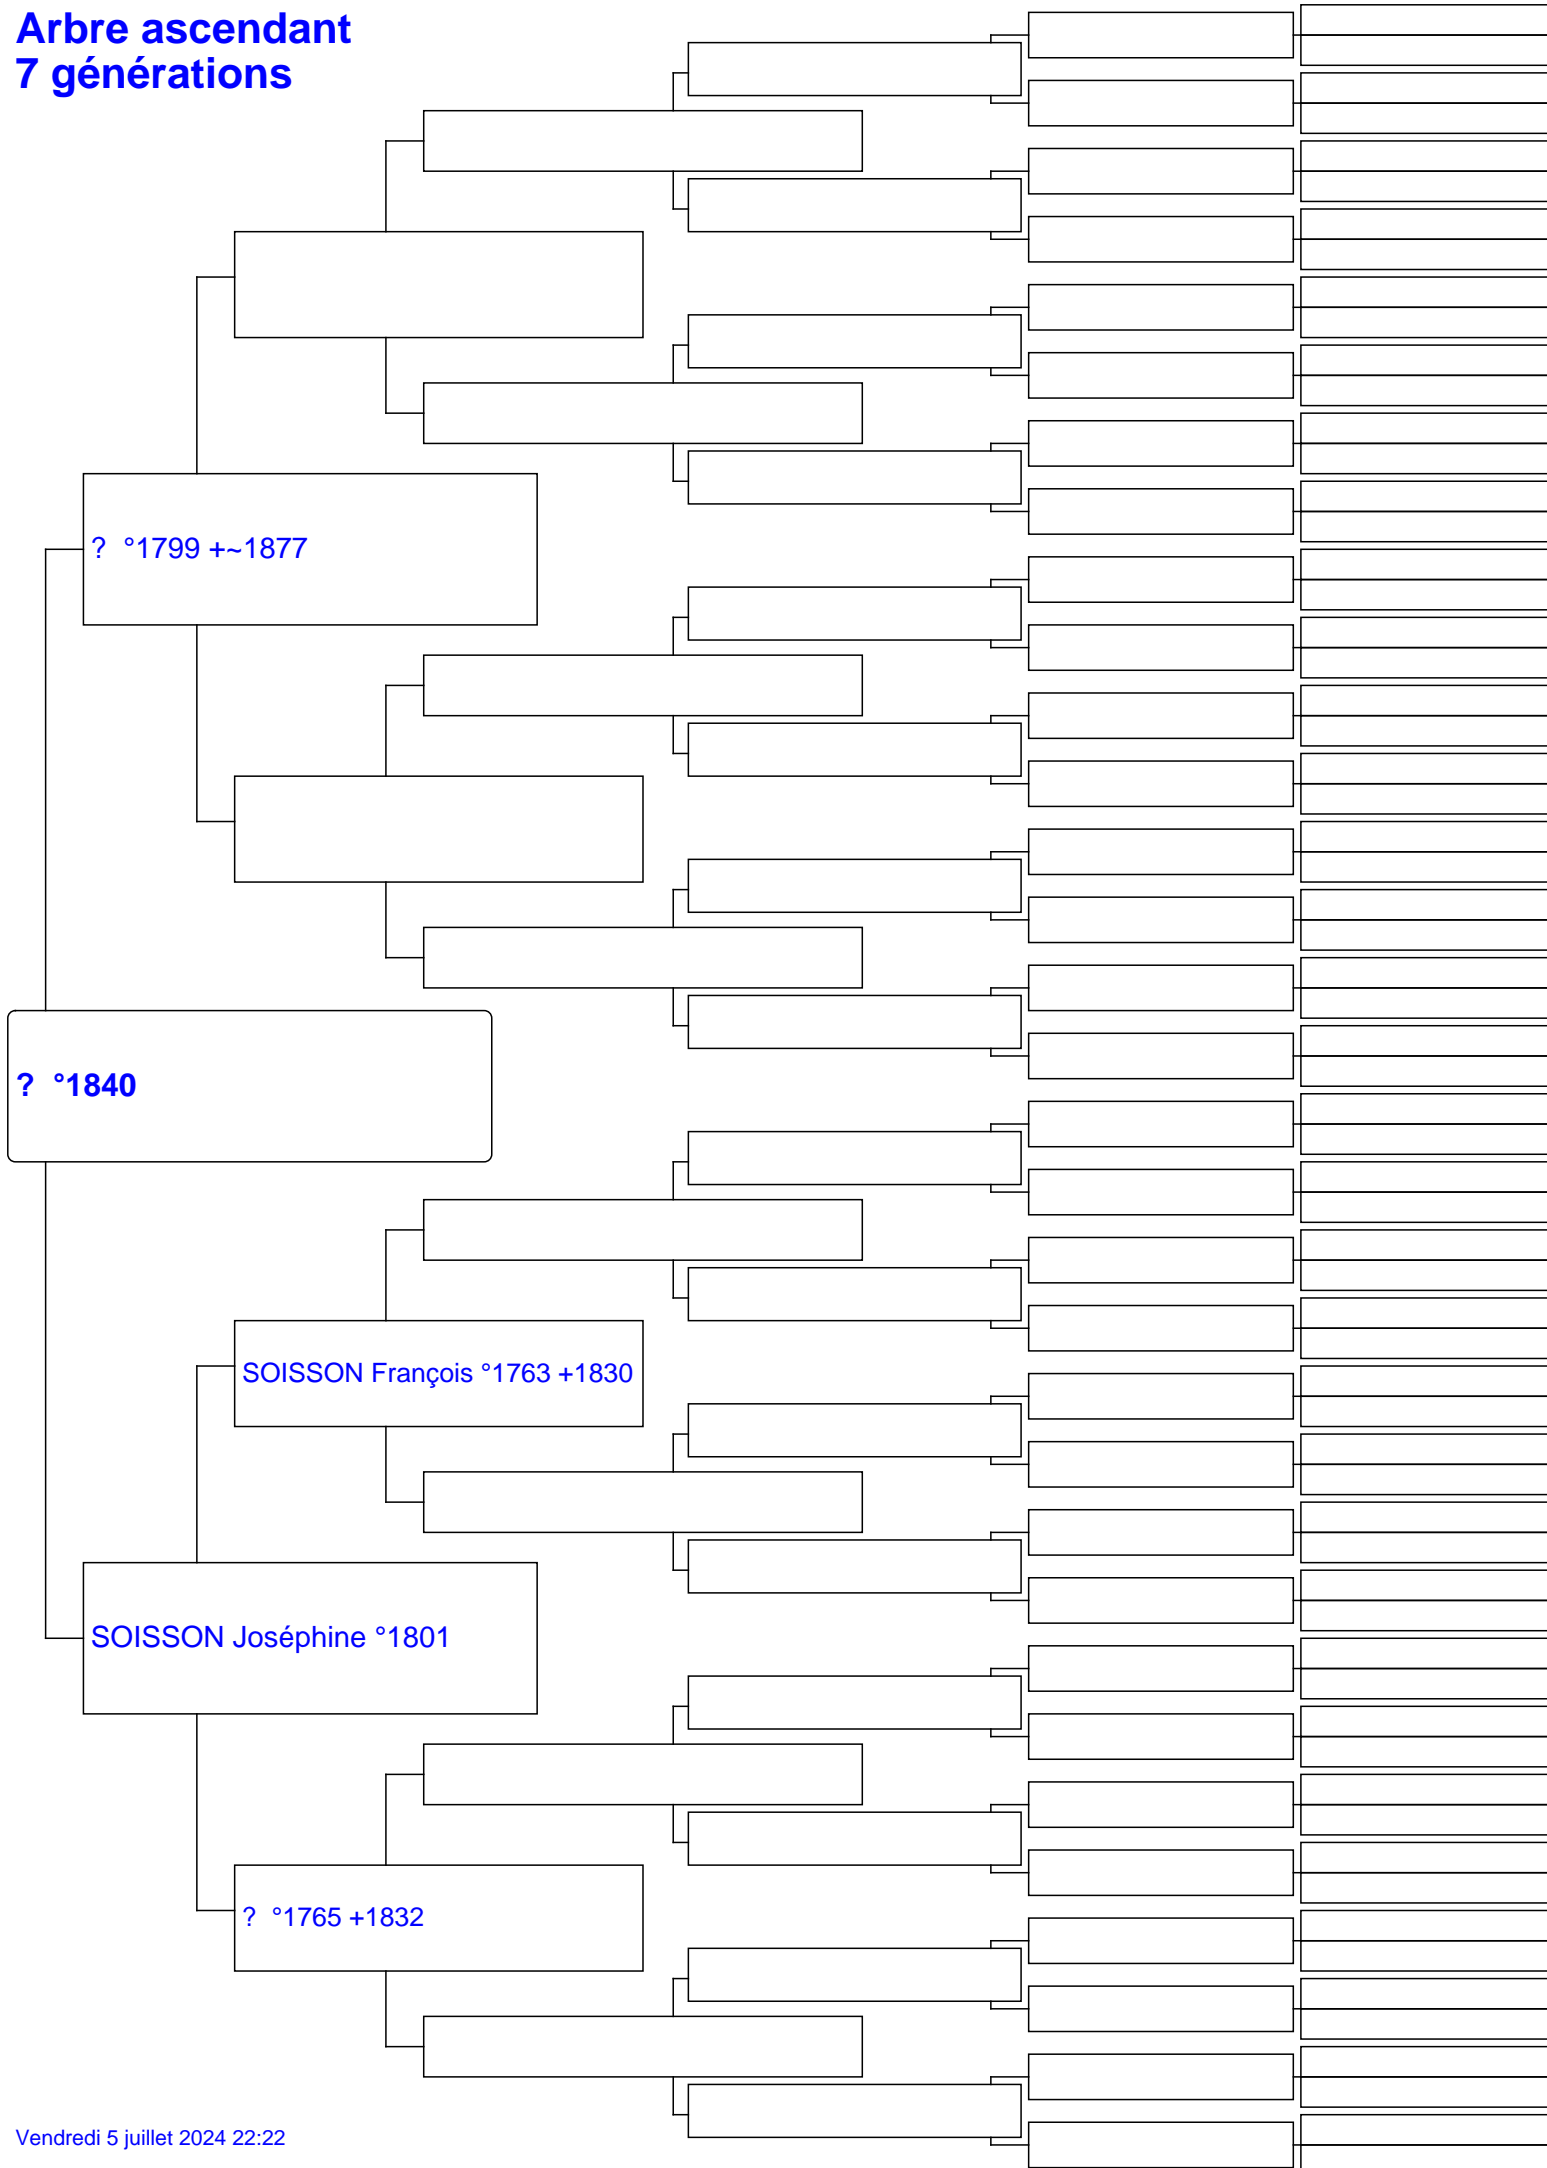 Arbre ascendant
7 générations
? °1799 +~1877
? °1840
SOISSON François °1763 +1830
SOISSON Joséphine °1801
? °1765 +1832
Vendredi 5 juillet 2024 22:22